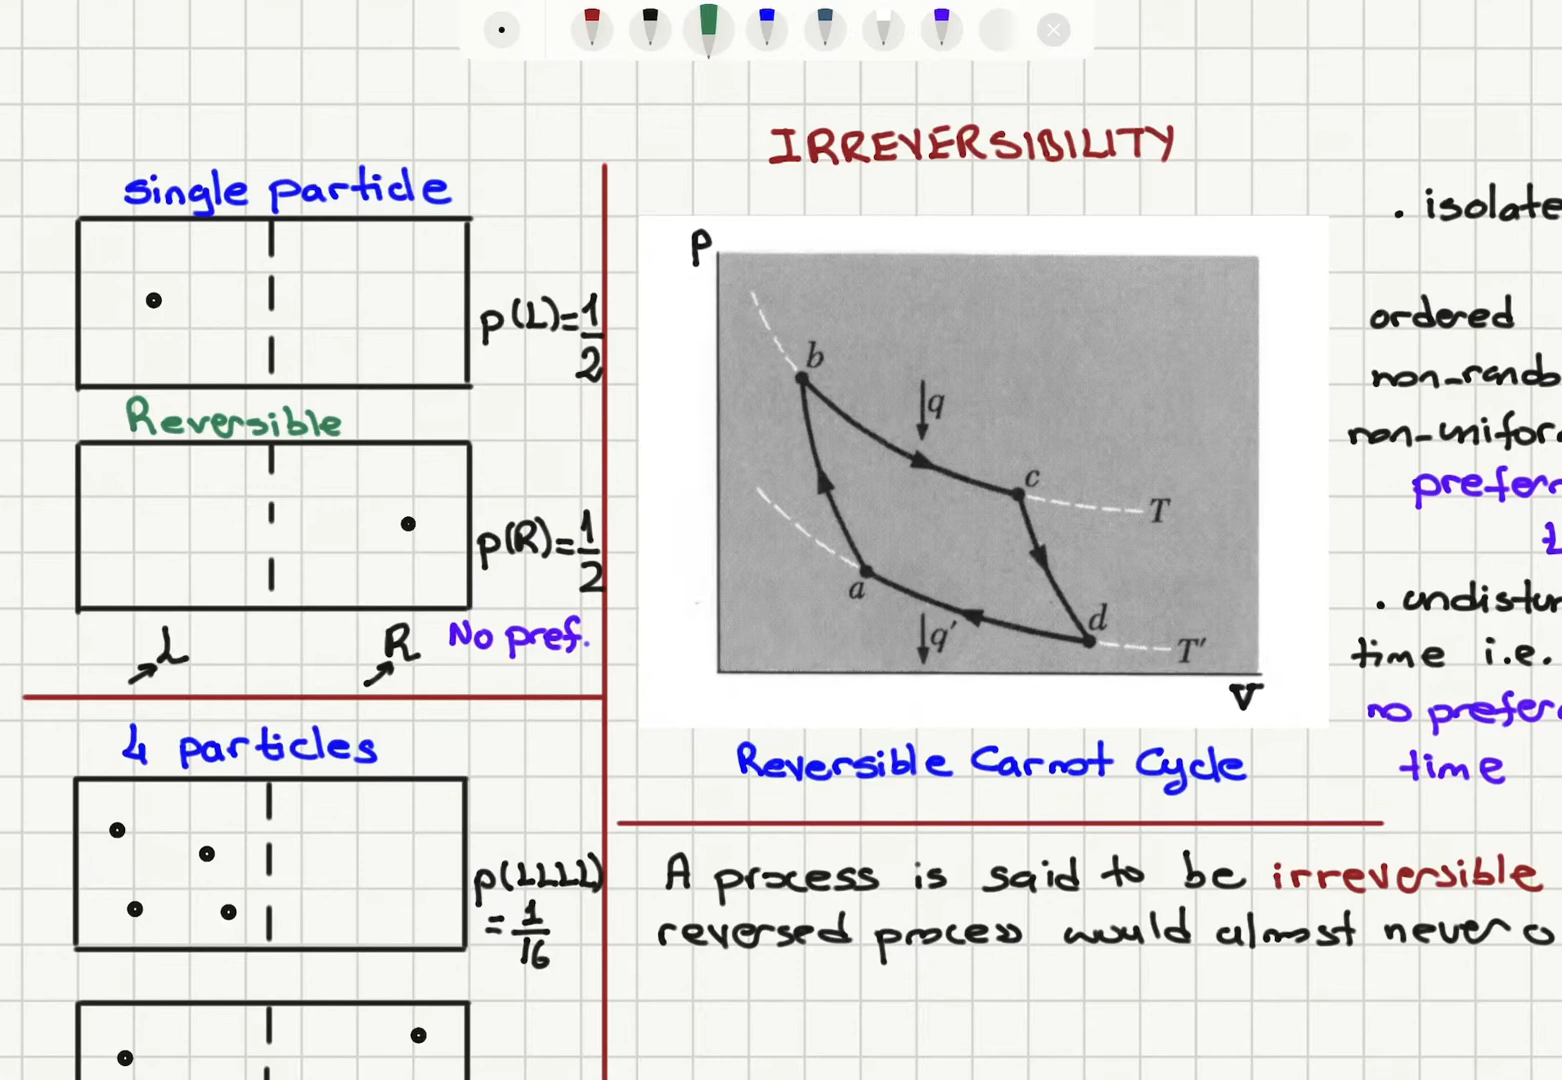 IRREVERSIBILITY
single particle
p(L)=1/2
Reversible
p(R)=1/2
L
R
No pref.
4 particles
p(LLLL)
=1/16
P
b
q
c
T
a
q′
d
T′
V
Reversible Carnot Cycle
A process is said to be irreversible
reversed process would almost never o
. isolate
ordered
non-rando
non-unifor
prefer
t
. undistur
time i.e.
no prefer
time